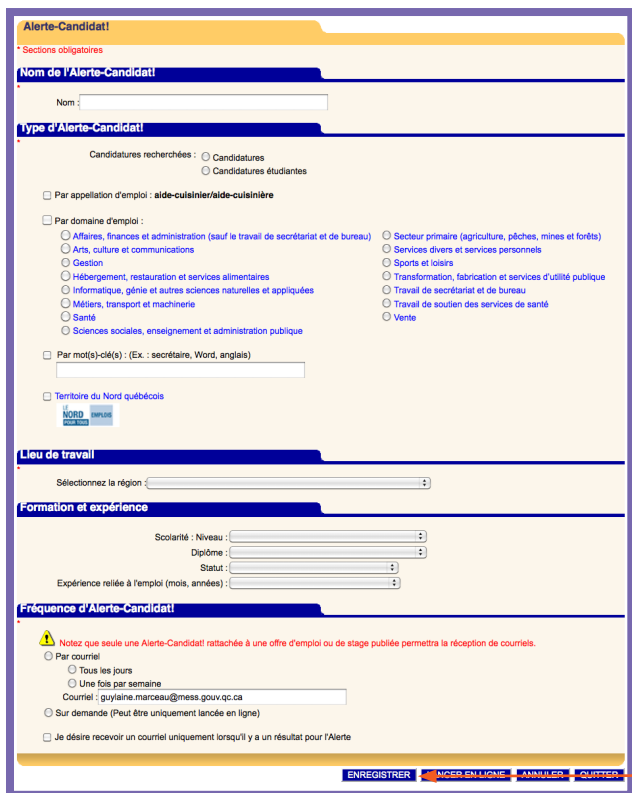 Alerte-Candidat!
* Sections obligatoires
Nom de l'Alerte-Candidat!
*
Nom :
Type d'Alerte-Candidat!
*
Candidatures recherchées : Candidatures
Candidatures étudiantes
Par appellation d'emploi : aide-cuisinier/aide-cuisinière
Par domaine d'emploi :
Affaires, finances et administration (sauf le travail de secrétariat et de bureau)
Arts, culture et communications
Gestion
Hébergement, restauration et services alimentaires
Informatique, génie et autres sciences naturelles et appliquées
Métiers, transport et machinerie
Santé
Sciences sociales, enseignement et administration publique
Secteur primaire (agriculture, pêches, mines et forêts)
Services divers et services personnels
Sports et loisirs
Transformation, fabrication et services d'utilité publique
Travail de secrétariat et de bureau
Travail de soutien des services de santé
Vente
Par mot(s)-clé(s) : (Ex. : secrétaire, Word, anglais)
Territoire du Nord québécois
LE
NORD EMPLOIS
POUR TOUS
Lieu de travail
*
Sélectionnez la région :
Formation et expérience
Scolarité : Niveau :
Diplôme :
Statut :
Expérience reliée à l'emploi (mois, années) :
Fréquence d'Alerte-Candidat!
*
Notez que seule une Alerte-Candidat! rattachée à une offre d'emploi ou de stage publiée permettra la réception de courriels.
Par courriel
Tous les jours
Une fois par semaine
Courriel : guylaine.marceau@mess.gouv.qc.ca
Sur demande (Peut être uniquement lancée en ligne)
Je désire recevoir un courriel uniquement lorsqu'il y a un résultat pour l'Alerte
ENREGISTRER LANCER EN LIGNE ANNULER QUITTER